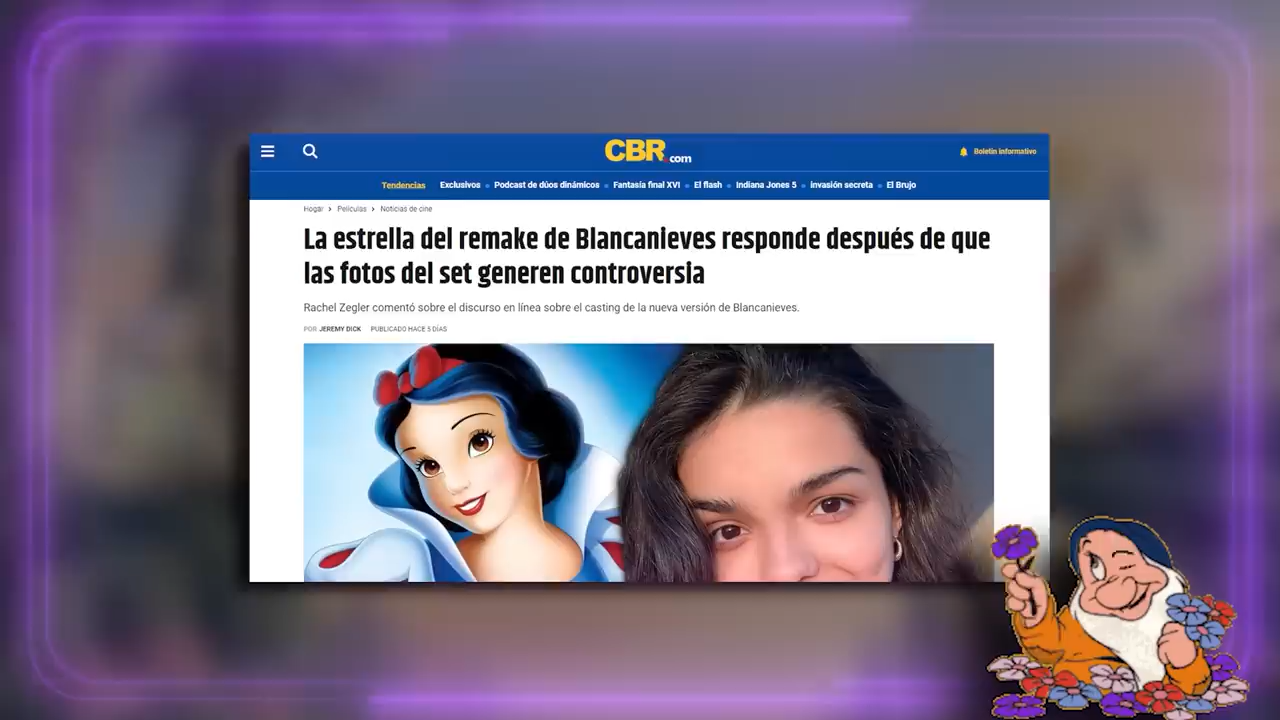 CBR.com
Boletín informativo
Tendencias Exclusivos Podcast de dúos dinámicos Fantasía final XVI El flash Indiana Jones 5 invasión secreta El Brujo
Hogar > Películas > Noticias de cine
La estrella del remake de Blancanieves responde después de que
las fotos del set generen controversia
Rachel Zegler comentó sobre el discurso en línea sobre el casting de la nueva versión de Blancanieves.
POR JEREMY DICK PUBLICADO HACE 5 DÍAS